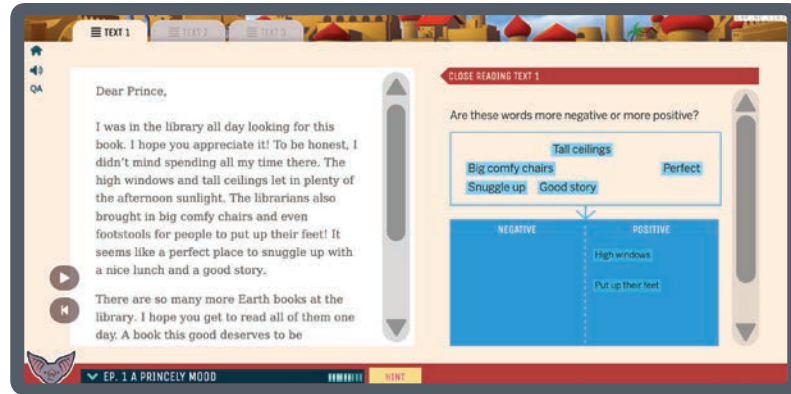 TEXT 1
TEXT 2
TEXT 3
QA
Dear Prince,
I was in the library all day looking for this
book. I hope you appreciate it! To be honest, I
didn't mind spending all my time there. The
high windows and tall ceilings let in plenty of
the afternoon sunlight. The librarians also
brought in big comfy chairs and even
footstools for people to put up their feet! It
seems like a perfect place to snuggle up with
a nice lunch and a good story.
There are so many more Earth books at the
library. I hope you get to read all of them one
day. A book this good deserves to be
CLOSE READING TEXT 1
Are these words more negative or more positive?
Tall ceilings
Big comfy chairs
Perfect
Snuggle up
Good story
NEGATIVE
POSITIVE
High windows
Put up their feet
EP. 1 A PRINCELY MOOD
HINT